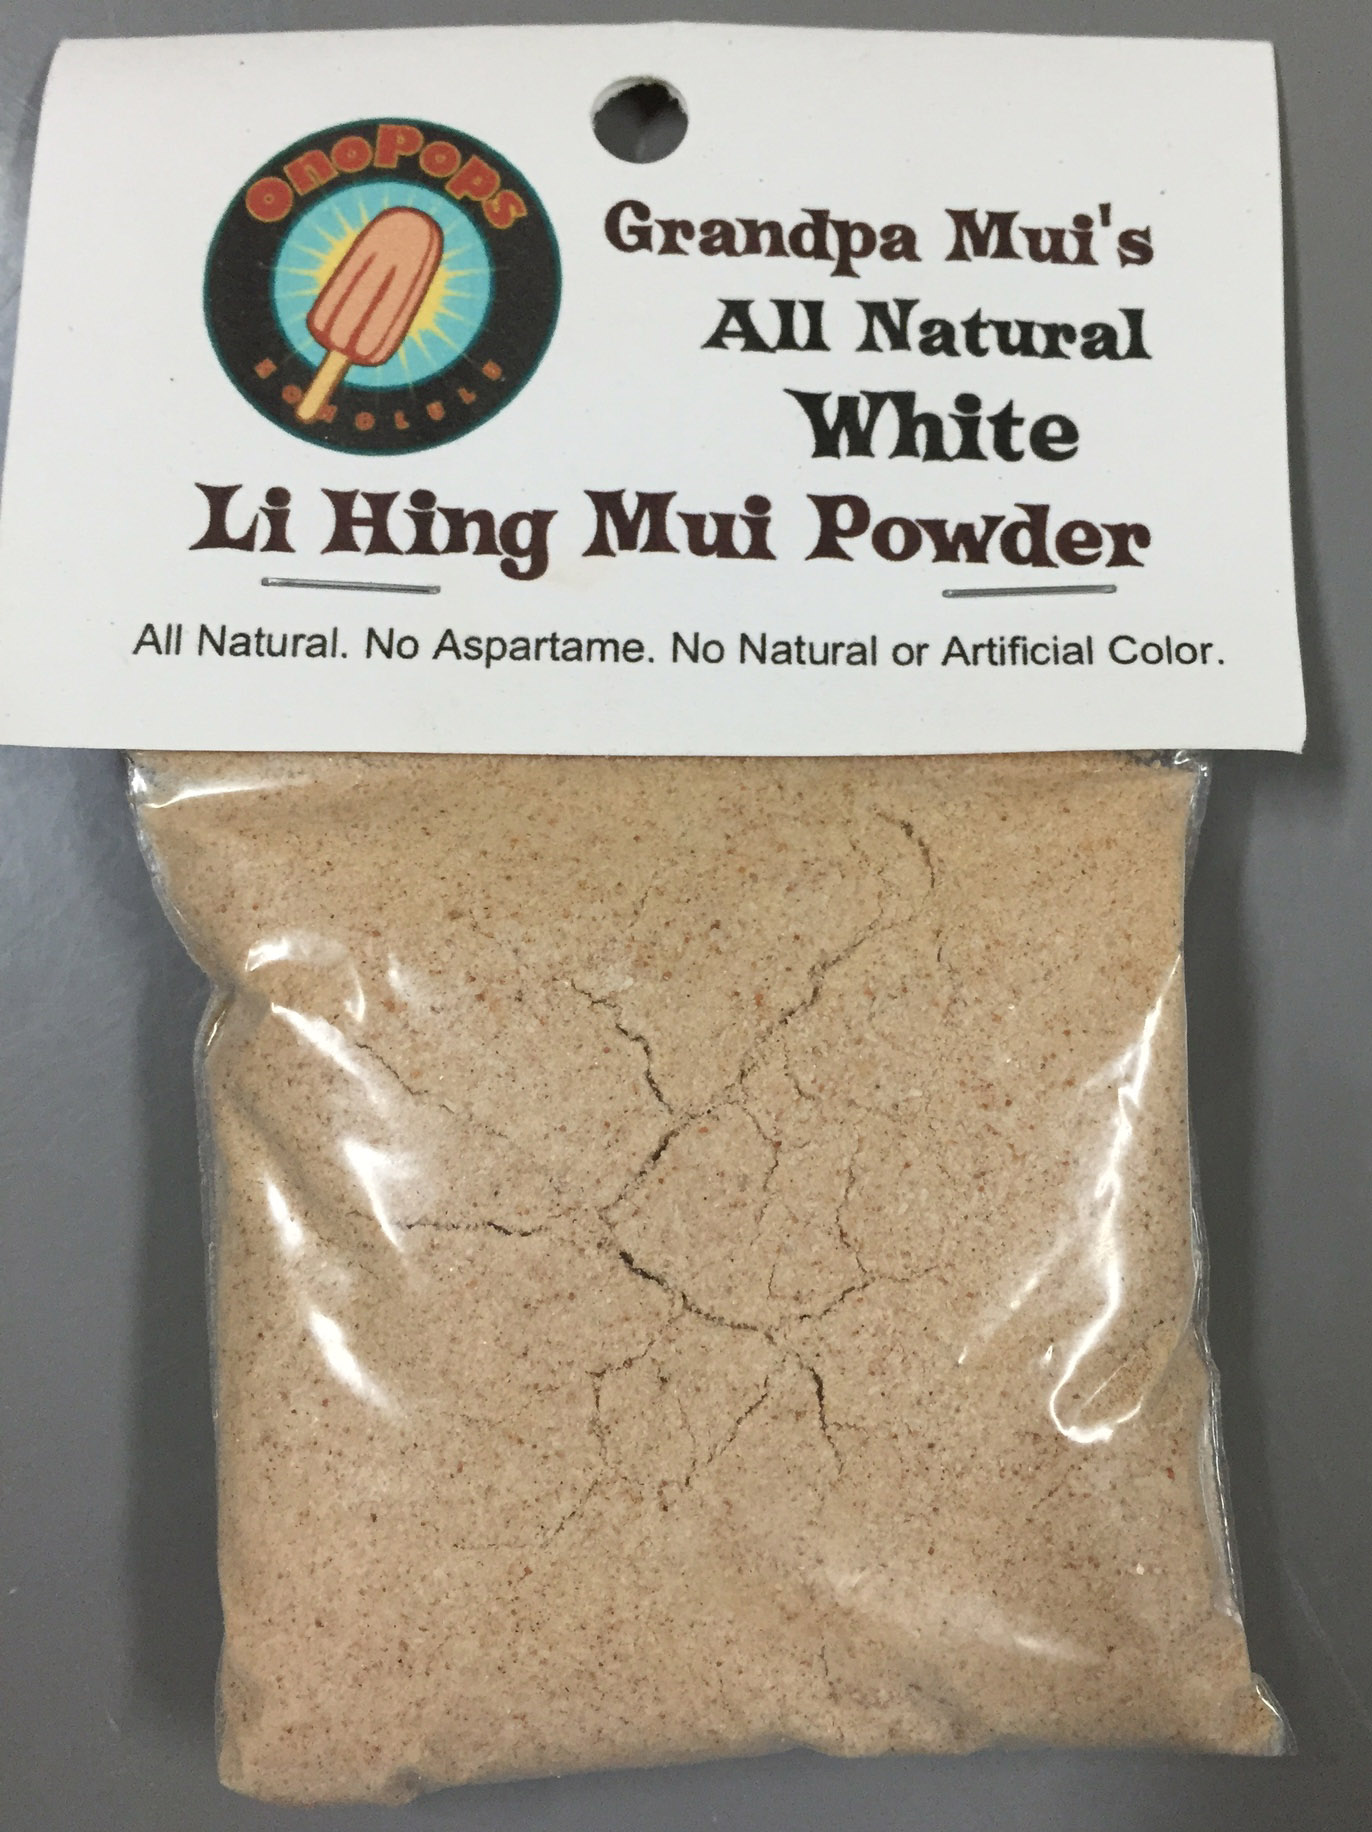 OnoPops
HONOLULU
Grandpa Mui's
All Natural
White
Li Hing Mui Powder
All Natural. No Aspartame. No Natural or Artificial Color.